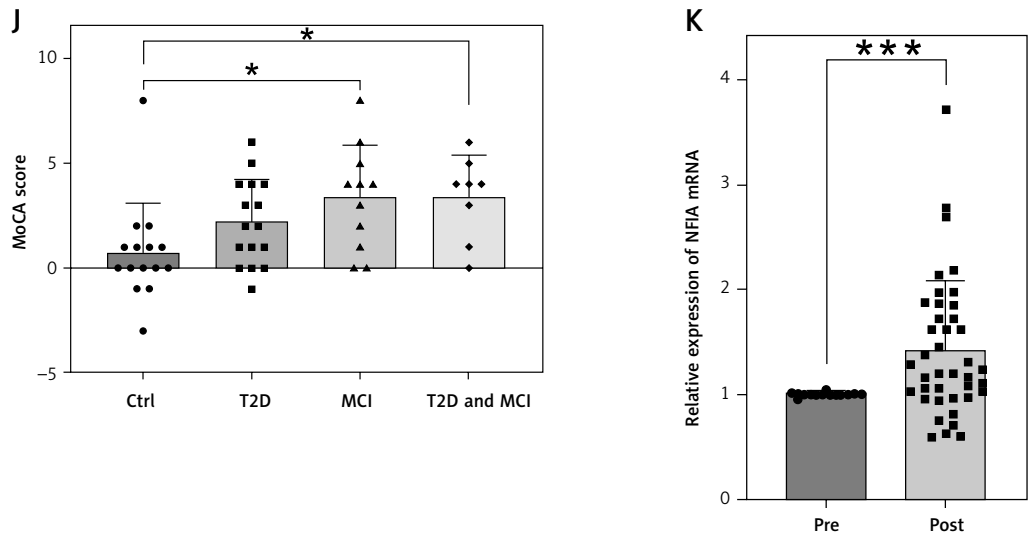 J
MoCA score
10
5
0
–5
*
*
Ctrl
T2D
MCI
T2D and MCI
K
Relative expression of NFIA mRNA
4
3
2
1
0
***
Pre
Post